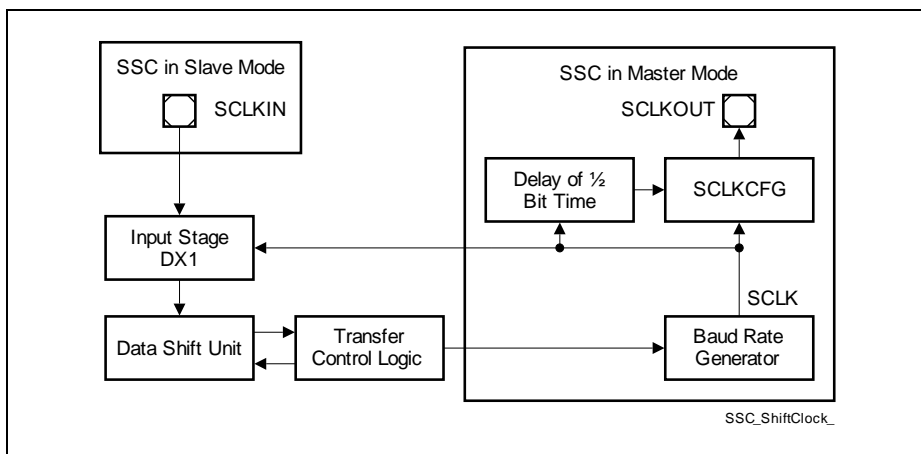 SSC in Slave Mode
SCLKIN
SSC in Master Mode
SCLKOUT
Delay of ½
Bit Time
SCLKCFG
Input Stage
DX1
SCLK
Data Shift Unit
Transfer
Control Logic
Baud Rate
Generator
SSC_ShiftClock_